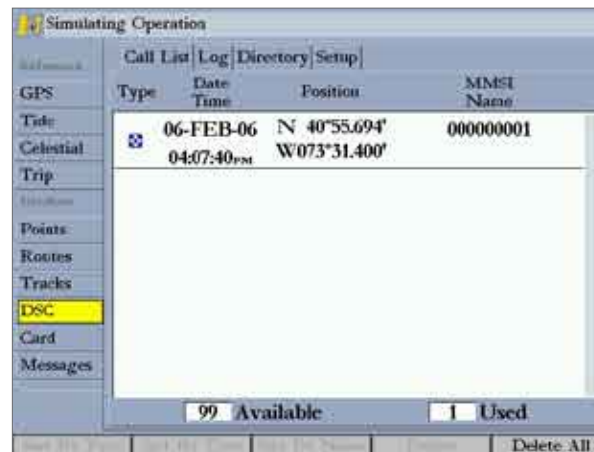 Simulating Operation
Call List Log Directory Setup
Reference
GPS
Tide
Celestial
Trip
Points
Routes
Tracks
DSC
Card
Messages
Type Date Time Position MMSI Name
06-FEB-06 N 40°55.694' 000000001
04:07:40PM W073°31.400'
99 Available 1 Used
Delete All